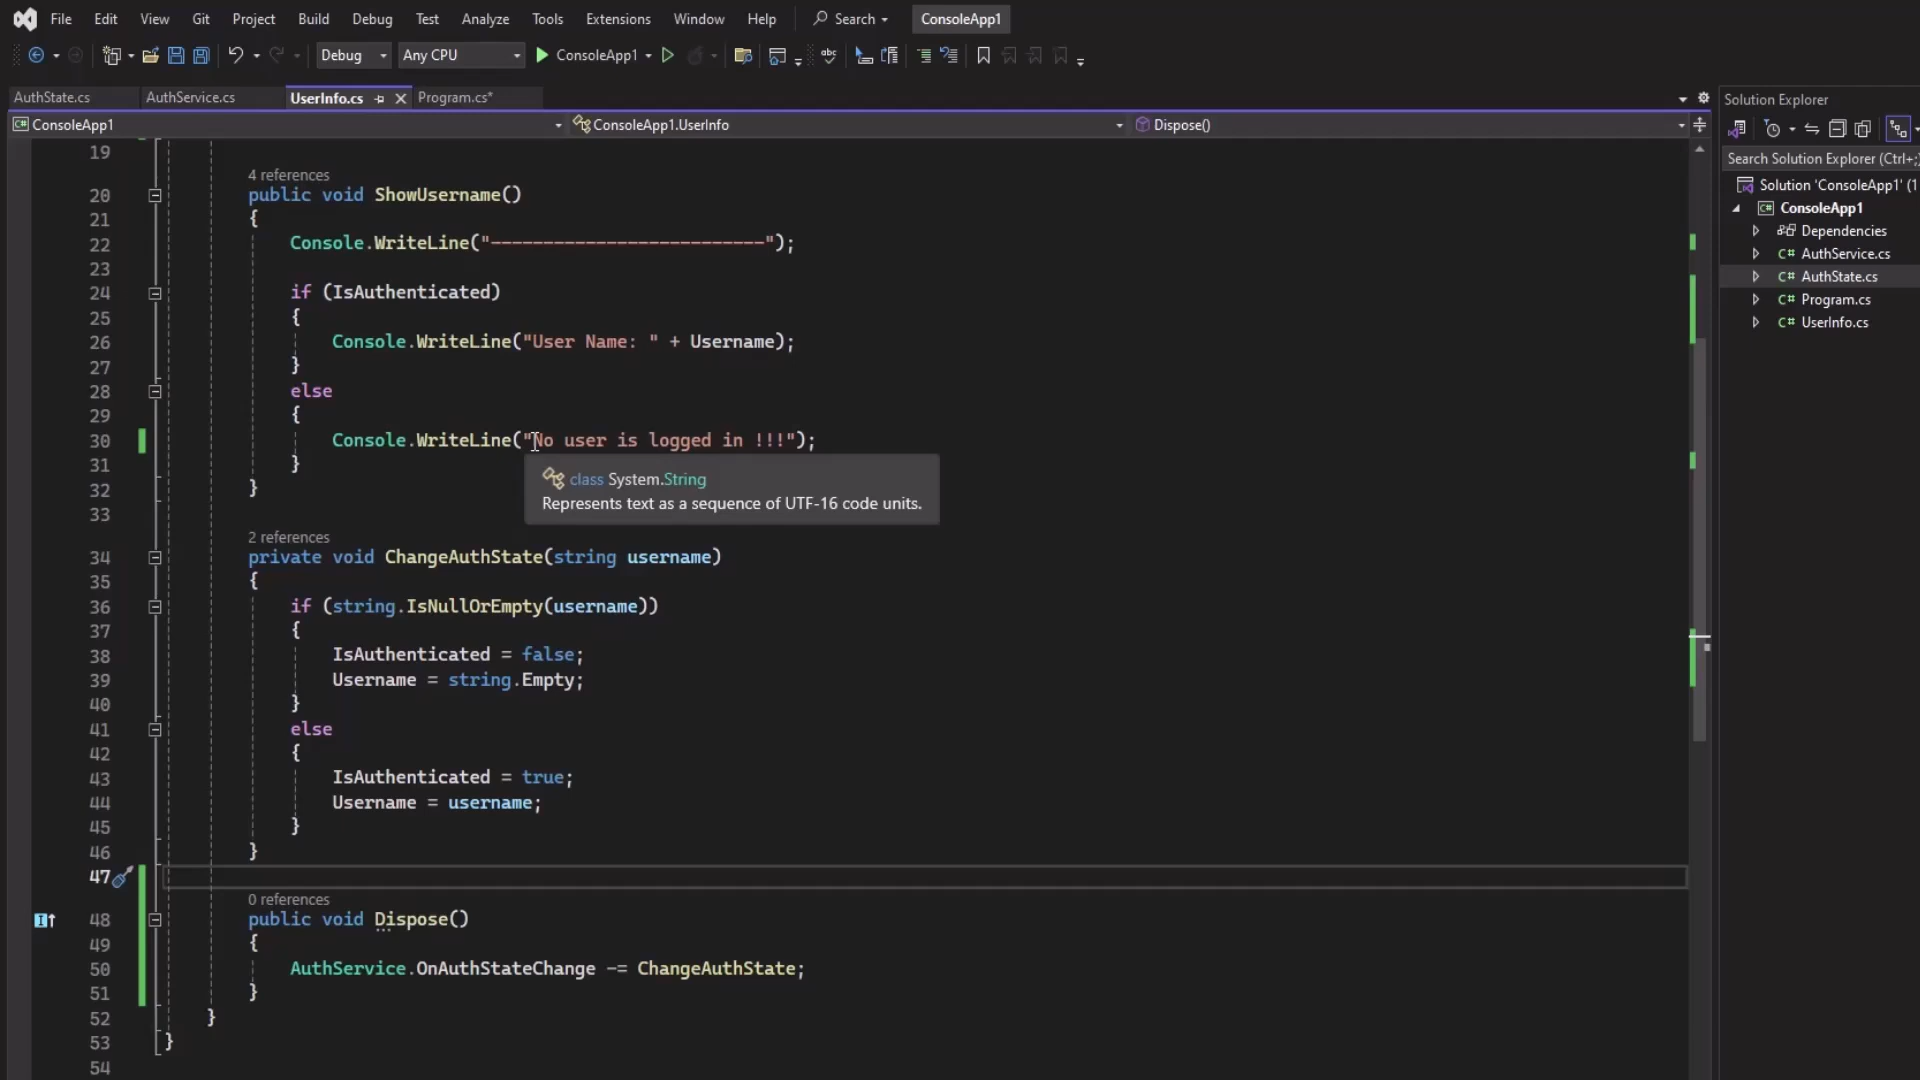 File Edit View Git Project Build Debug Test Analyze Tools Extensions Window Help Search ConsoleApp1
Debug Any CPU ConsoleApp1
AuthState.cs AuthService.cs UserInfo.cs Program.cs*
ConsoleApp1 ConsoleApp1.UserInfo Dispose()
19
4 references
20 public void ShowUsername()
21 {
22 Console.WriteLine("--------------------------");
23
24 if (IsAuthenticated)
25 {
26 Console.WriteLine("User Name: " + Username);
27 }
28 else
29 {
30 Console.WriteLine("No user is logged in !!!");
31 }
class System.String
Represents text as a sequence of UTF-16 code units.
32 }
33
2 references
34 private void ChangeAuthState(string username)
35 {
36 if (string.IsNullOrEmpty(username))
37 {
38 IsAuthenticated = false;
39 Username = string.Empty;
40 }
41 else
42 {
43 IsAuthenticated = true;
44 Username = username;
45 }
46 }
47
0 references
48 public void Dispose()
49 {
50 AuthService.OnAuthStateChange -= ChangeAuthState;
51 }
52 }
53 }
54
Solution Explorer
Search Solution Explorer (Ctrl+;
Solution 'ConsoleApp1' (1
ConsoleApp1
Dependencies
C# AuthService.cs
C# AuthState.cs
C# Program.cs
C# UserInfo.cs